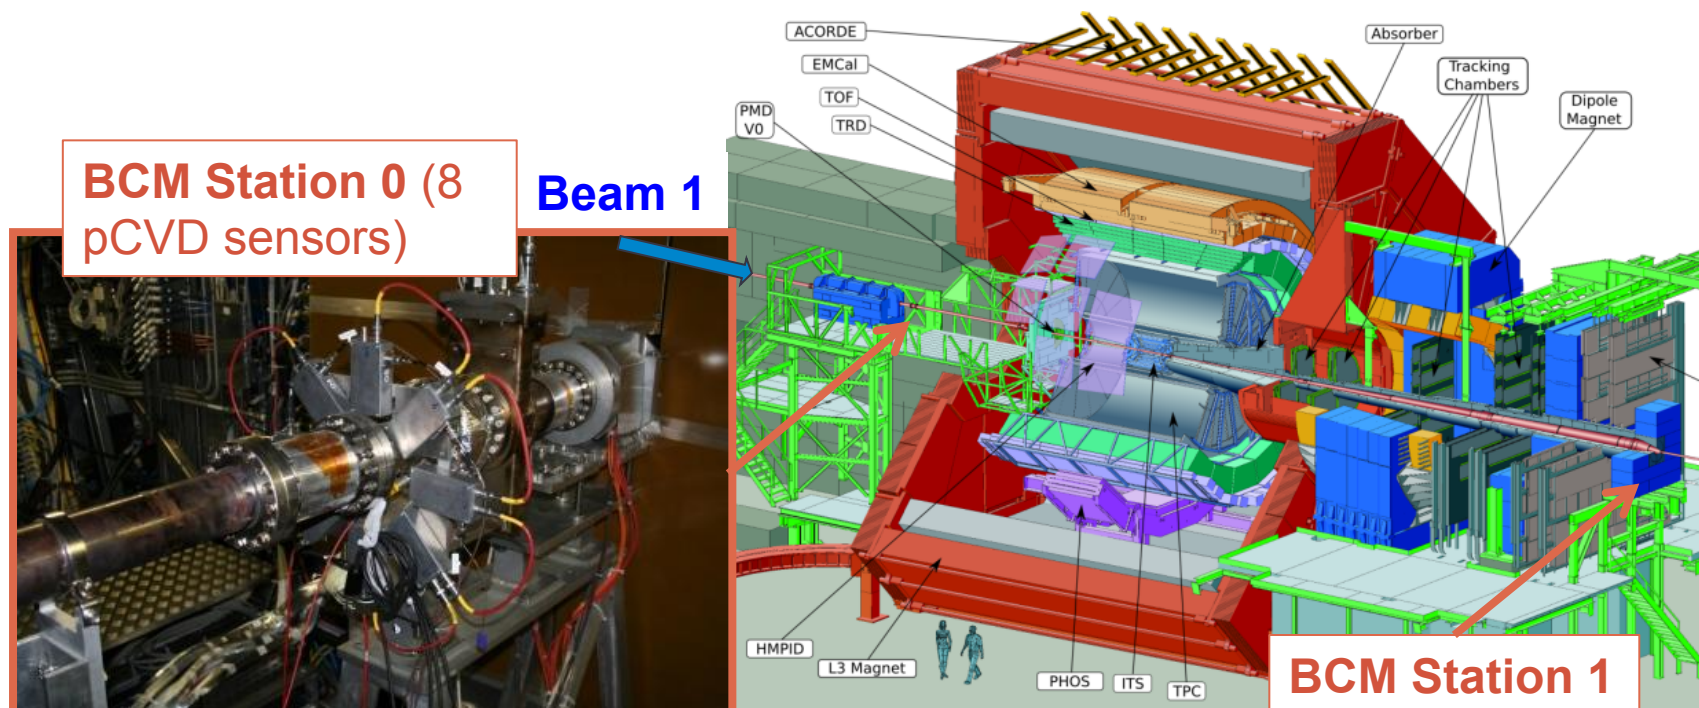 ACORDE
EMCal
TOF
TRD
PMD
V0
Absorber
Tracking
Chambers
Dipole
Magnet
BCM Station 0 (8
pCVD sensors)
Beam 1
HMPID
L3 Magnet
PHOS
ITS
TPC
BCM Station 1